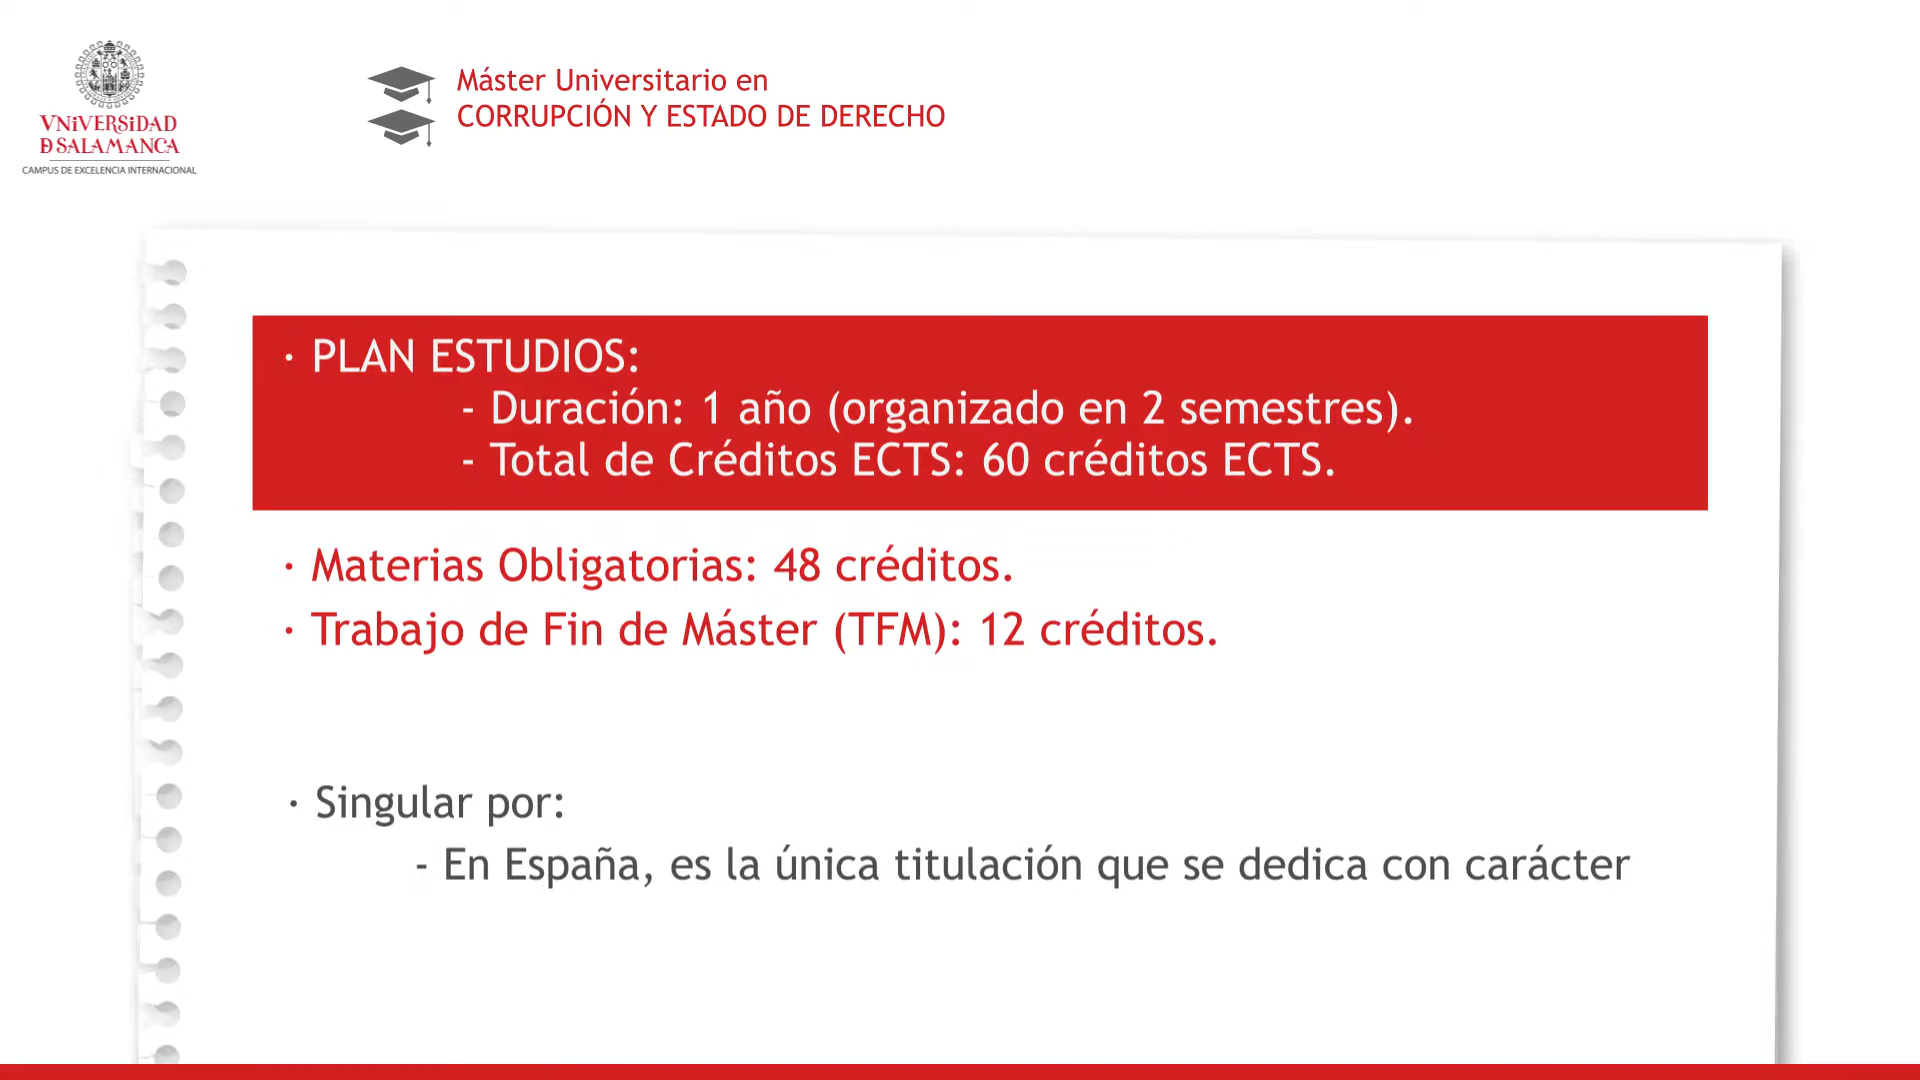 VNiVERSiDAD
D SALAMANCA
CAMPUS DE EXCELENCIA INTERNACIONAL
Máster Universitario en
CORRUPCIÓN Y ESTADO DE DERECHO
· PLAN ESTUDIOS:
- Duración: 1 año (organizado en 2 semestres).
- Total de Créditos ECTS: 60 créditos ECTS.
· Materias Obligatorias: 48 créditos.
· Trabajo de Fin de Máster (TFM): 12 créditos.
· Singular por:
- En España, es la única titulación que se dedica con carácter